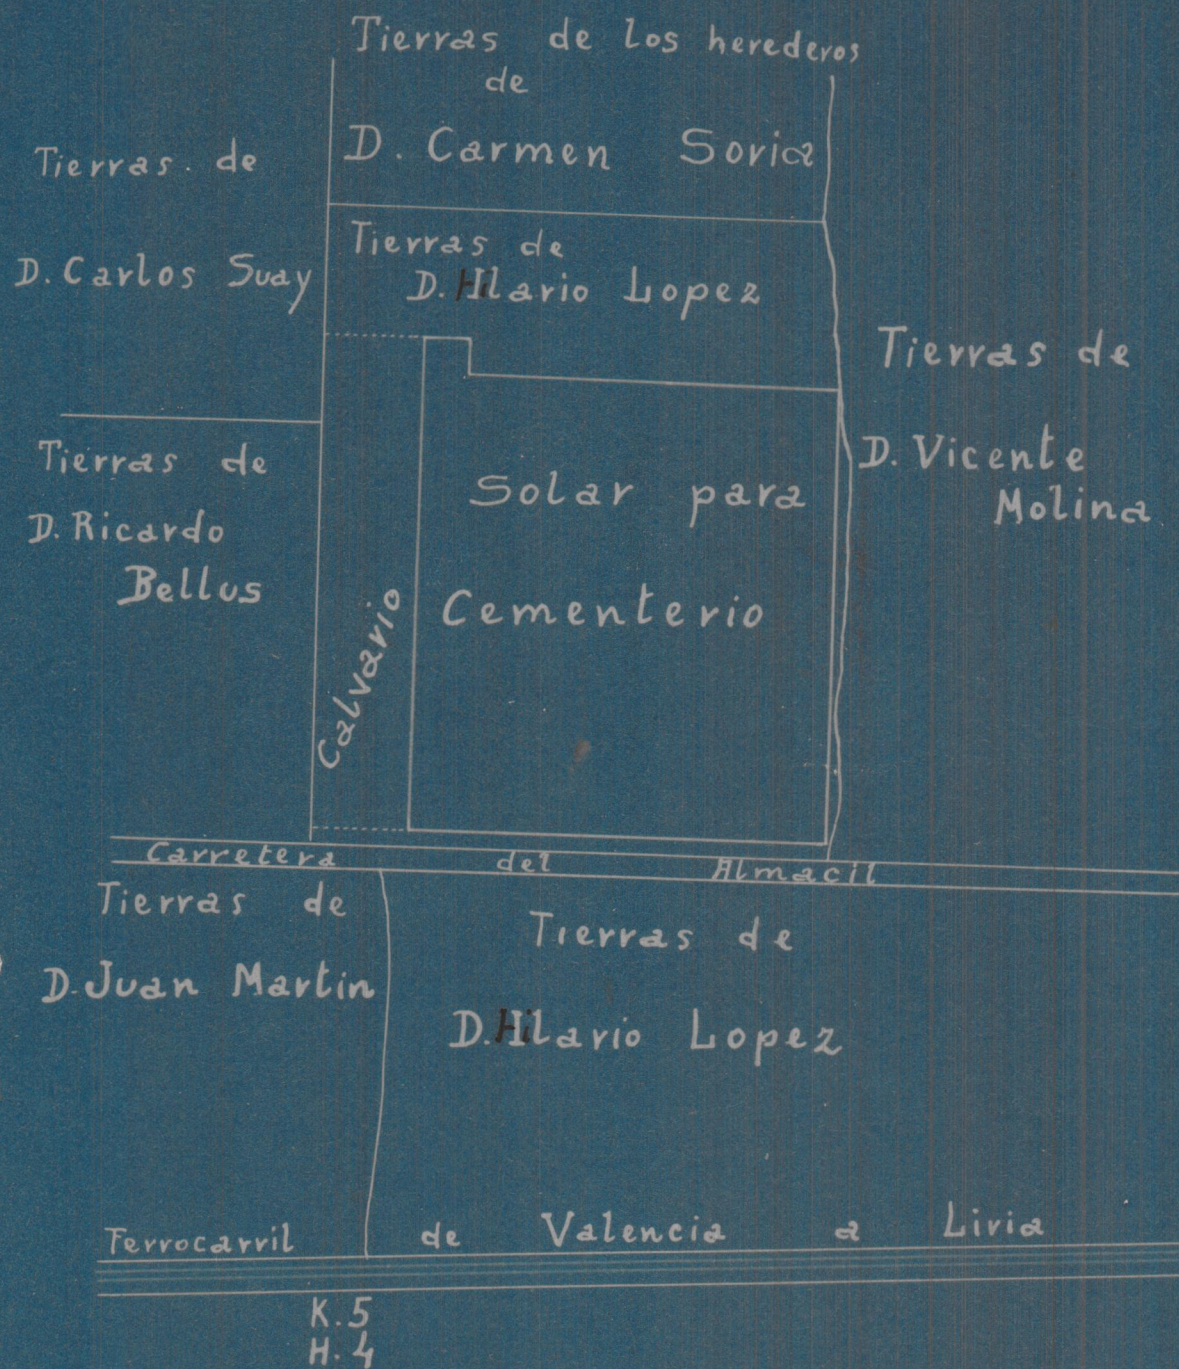 Tierras de los herederos
de
D. Carmen Soria
Tierras. de
D. Carlos Suay
Tierras de
D. Hilario Lopez
Tierras de
D. Vicente
Molina
Tierras de
D. Ricardo
Bellus
Solar para
Cementerio
Calvario
Carretera del Almacil
Tierras de
D. Juan Martin
Tierras de
D. Hilario Lopez
Ferrocarril de Valencia a Liria
K. 5
H. 4